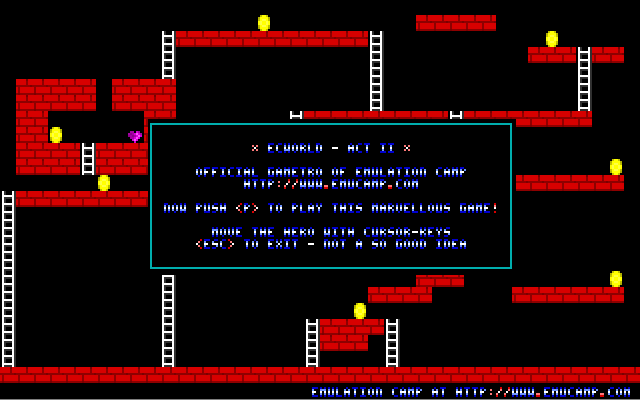 * ECWORLD - ACT II *
OFFICIAL GAMETRO OF EMULATION CAMP
HTTP://WWW.EMUCAMP.COM
NOW PUSH <P> TO PLAY THIS MARVELLOUS GAME!
MOVE THE HERO WITH CURSOR-KEYS
<ESC> TO EXIT - NOT A SO GOOD IDEA
EMULATION CAMP AT HTTP://WWW.EMUCAMP.COM